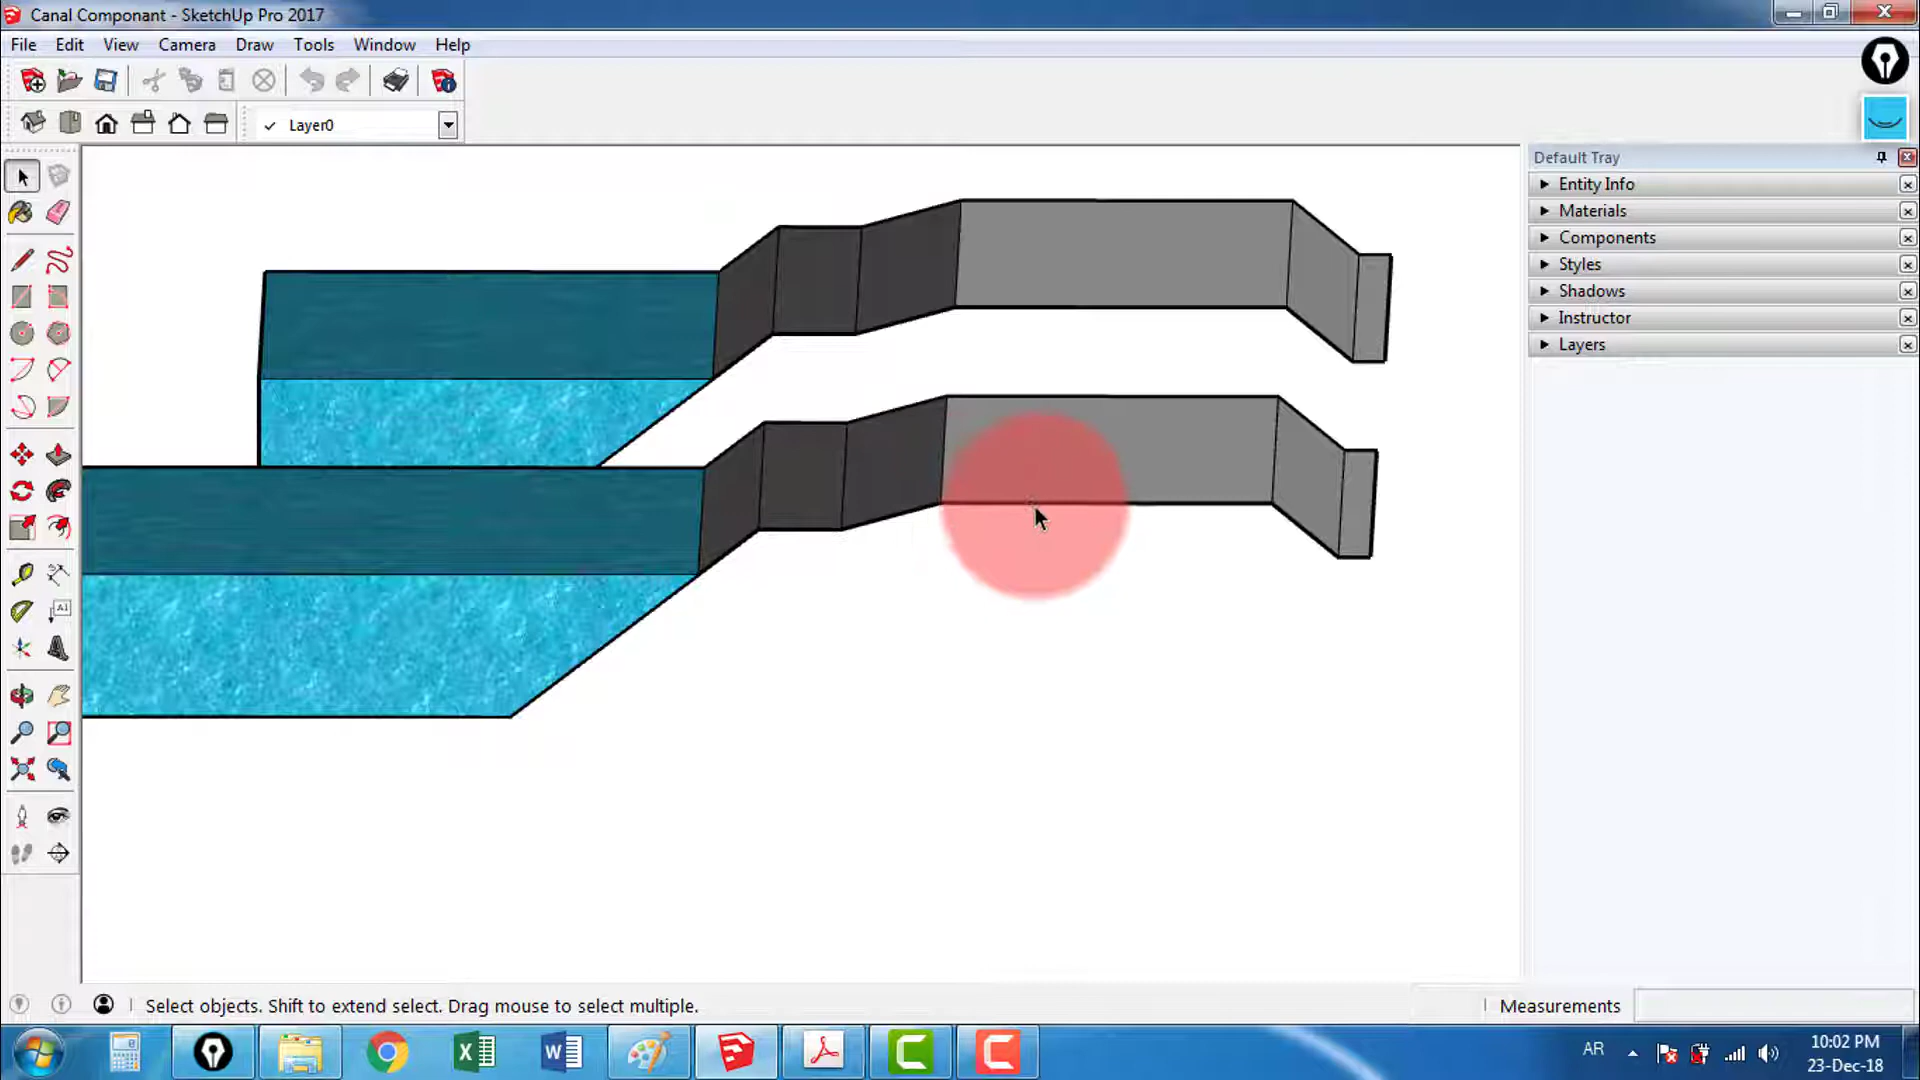 Canal Componant - SketchUp Pro 2017
File Edit View Camera Draw Tools Window Help
Layer0
Default Tray
Entity Info
Materials
Components
Styles
Shadows
Instructor
Layers
Select objects. Shift to extend select. Drag mouse to select multiple.
Measurements
AR
10:02 PM
23-Dec-18